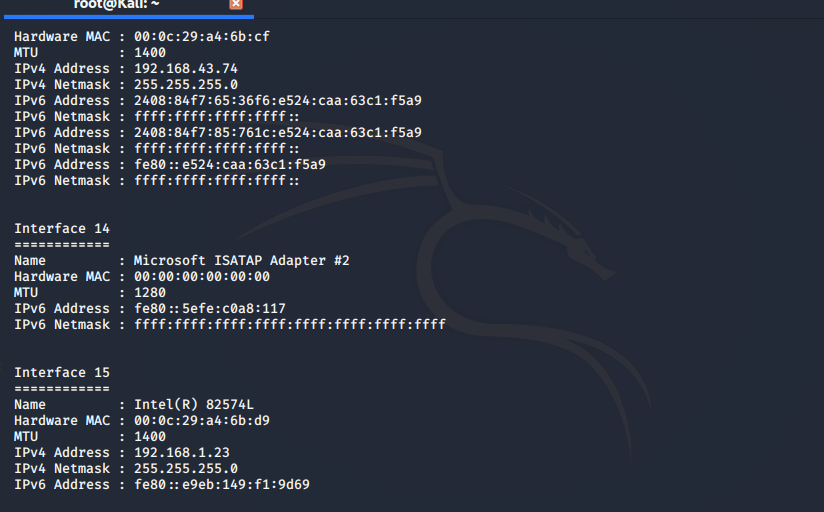 root@Kali: ~
Hardware MAC : 00:0c:29:a4:6b:cf
MTU          : 1400
IPv4 Address : 192.168.43.74
IPv4 Netmask : 255.255.255.0
IPv6 Address : 2408:84f7:65:36f6:e524:caa:63c1:f5a9
IPv6 Netmask : ffff:ffff:ffff:ffff::
IPv6 Address : 2408:84f7:85:761c:e524:caa:63c1:f5a9
IPv6 Netmask : ffff:ffff:ffff:ffff::
IPv6 Address : fe80::e524:caa:63c1:f5a9
IPv6 Netmask : ffff:ffff:ffff:ffff::
Interface 14
============
Name         : Microsoft ISATAP Adapter #2
Hardware MAC : 00:00:00:00:00:00
MTU          : 1280
IPv6 Address : fe80::5efe:c0a8:117
IPv6 Netmask : ffff:ffff:ffff:ffff:ffff:ffff:ffff:ffff
Interface 15
============
Name         : Intel(R) 82574L
Hardware MAC : 00:0c:29:a4:6b:d9
MTU          : 1400
IPv4 Address : 192.168.1.23
IPv4 Netmask : 255.255.255.0
IPv6 Address : fe80::e9eb:149:f1:9d69